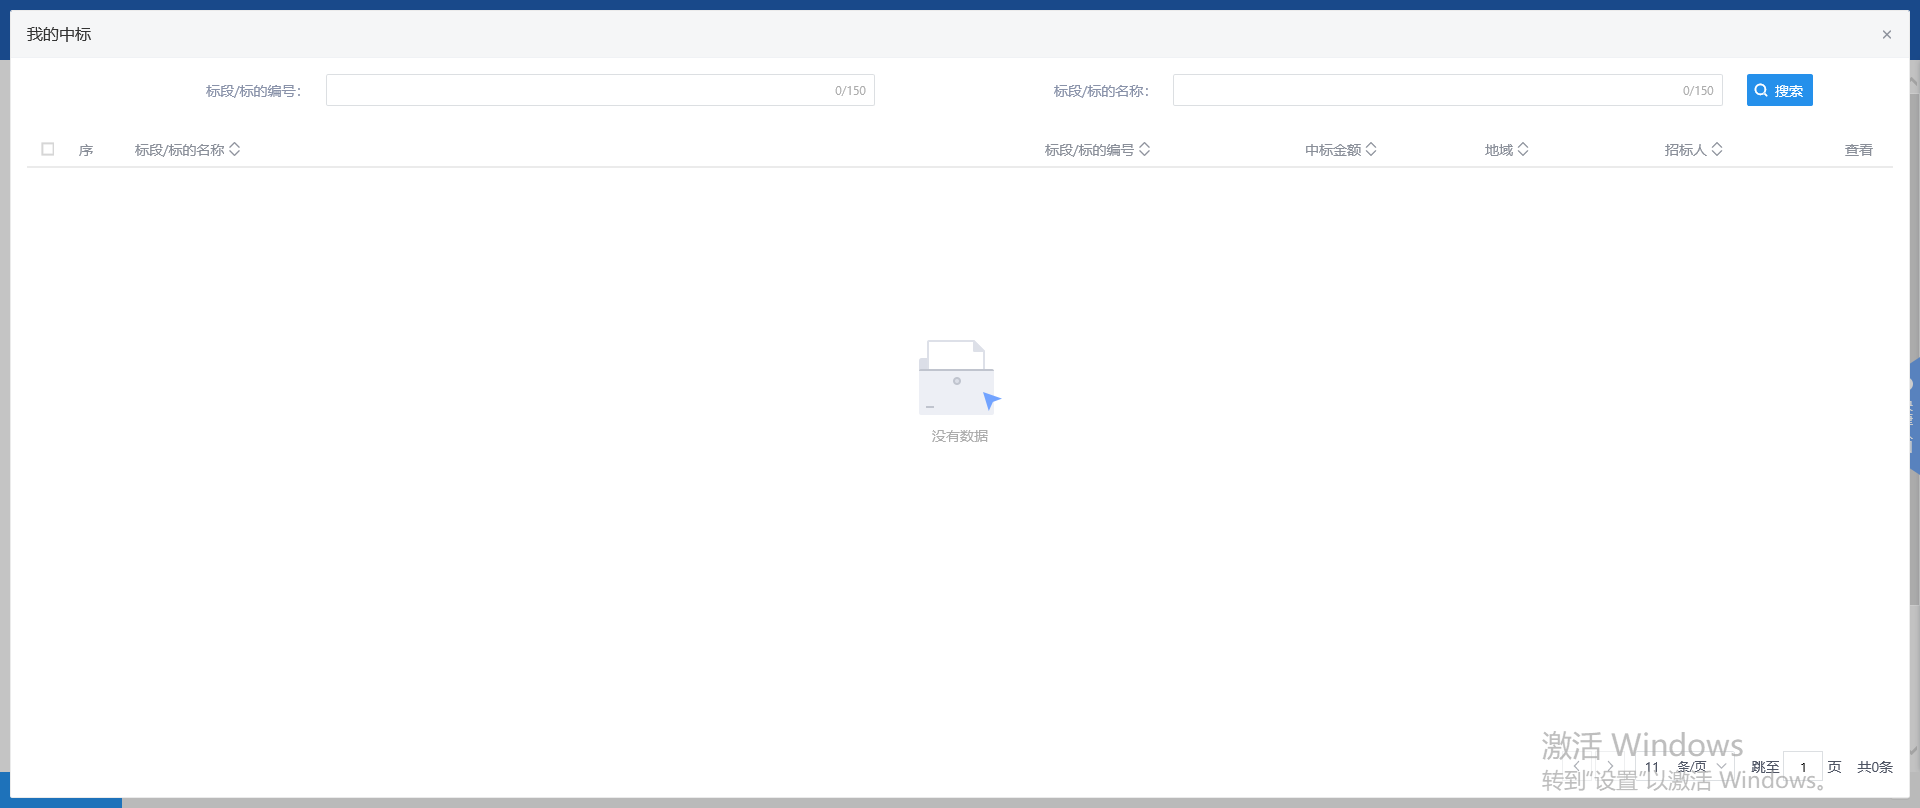 我的中标
标段/标的编号： 0/150 标段/标的名称： 0/150 搜索
序 标段/标的名称 标段/标的编号 中标金额 地域 招标人 查看
没有数据
激活 Windows
11 条/页 跳至 1 页 共0条
转到"设置"以激活 Windows。